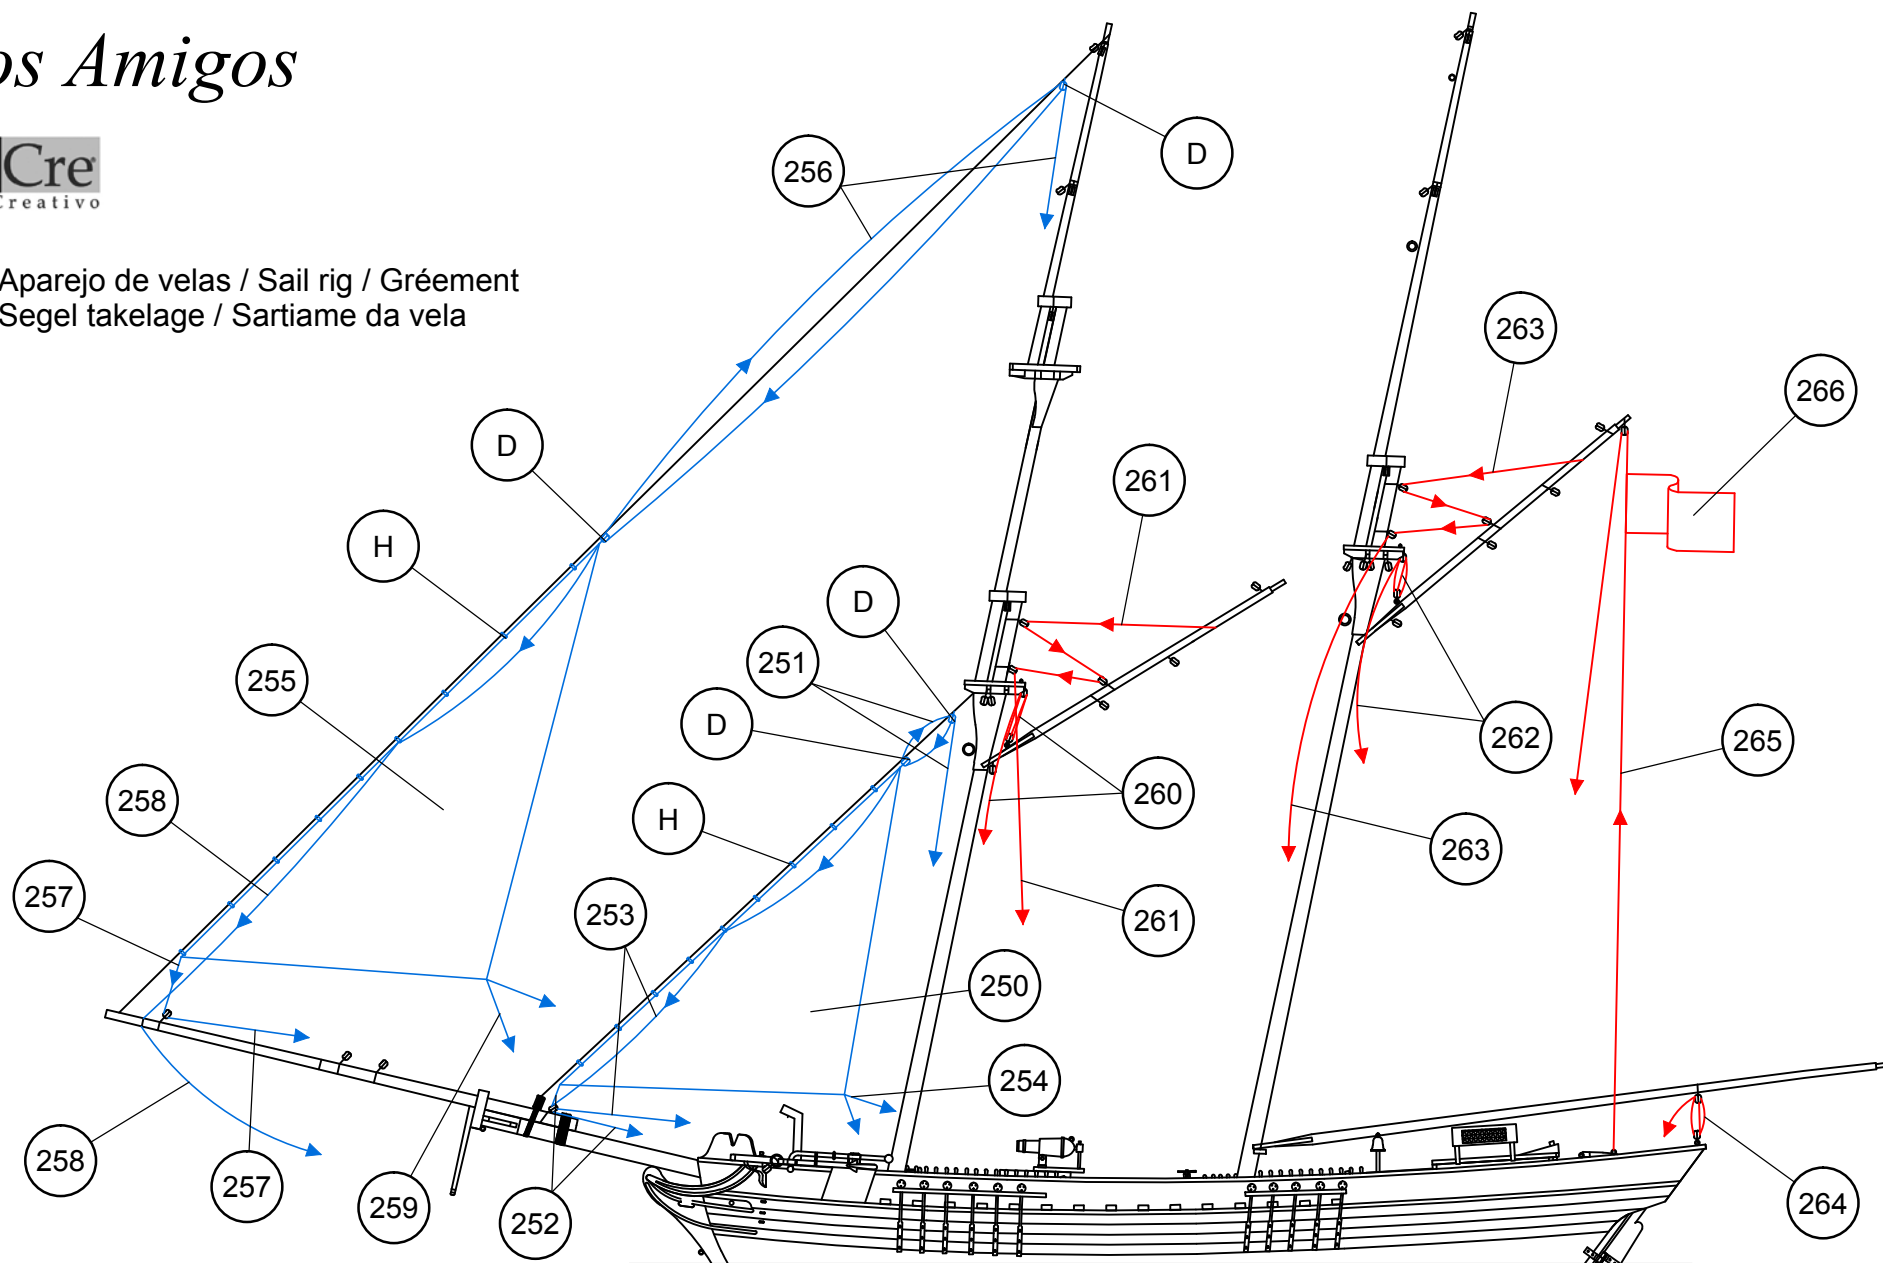 os Amigos
Cre
Creativo
Aparejo de velas / Sail rig / Gréement
Segel takelage / Sartiame da vela
256
D
263
266
D
261
H
D
251
255
D
262
265
258
260
H
263
257
253
261
250
254
258
257
259
252
264